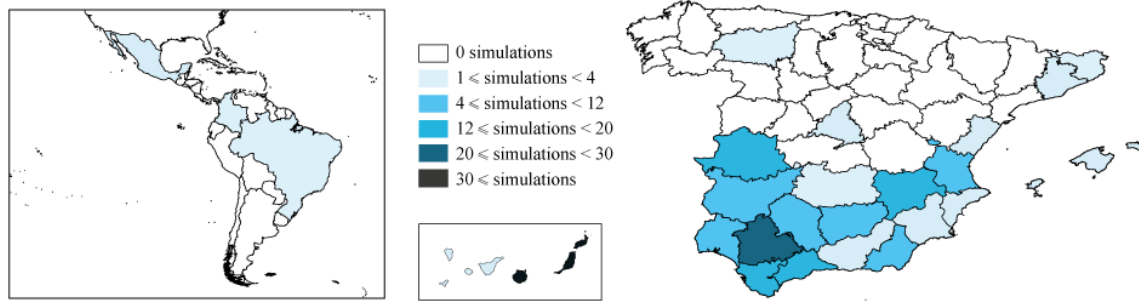 0 simulations
1 ⩽ simulations < 4
4 ⩽ simulations < 12
12 ⩽ simulations < 20
20 ⩽ simulations < 30
30 ⩽ simulations